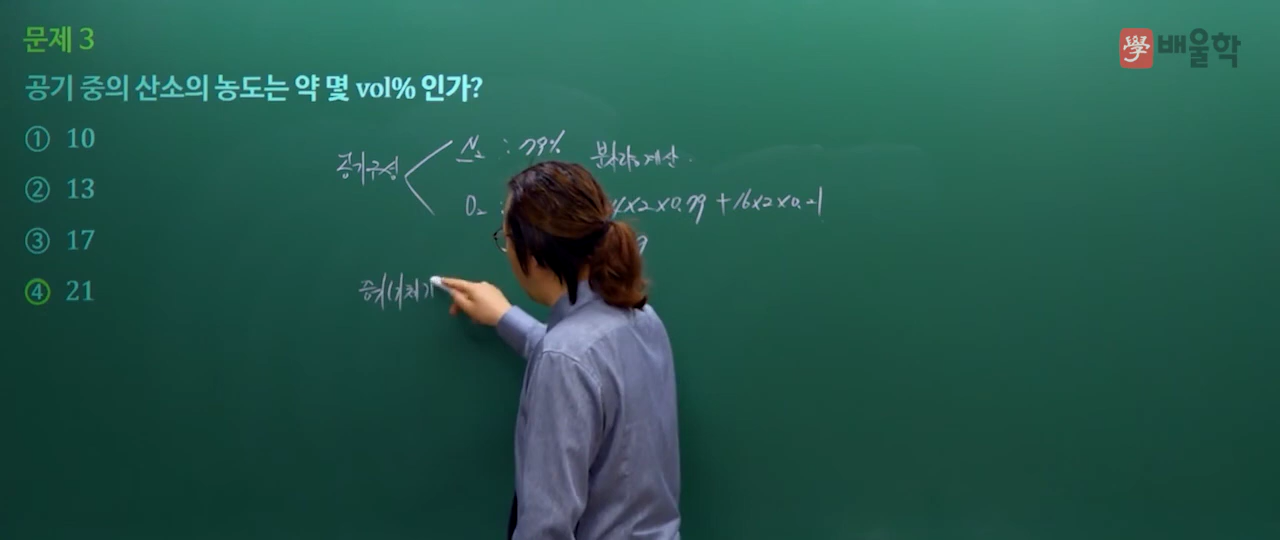 문제 3
學 배울학
공기 중의 산소의 농도는 약 몇 vol% 인가?
① 10
② 13
③ 17
④ 21
공기구성
N₂ : 79%
분자량 계산.
O₂ :
4×2×0.79 + 16×2×0.21